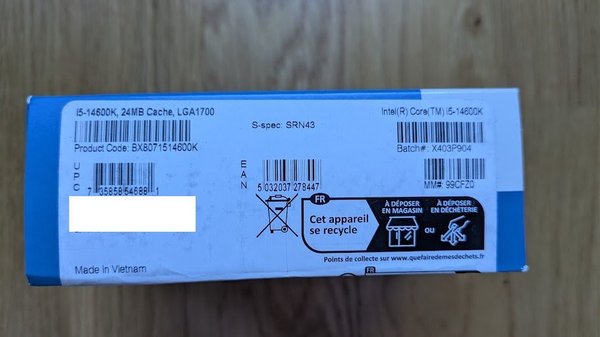 i5-14600K, 24MB Cache, LGA1700
Intel(R) Core(TM) i5-14600K
S-spec: SRN43
Product Code: BX8071514600K
Batch#: X403P904
UPC
7 35858 54688 1
EAN
5 032037 278447
MM#: 99CFZ0
FR
Cet appareil
se recycle
À DÉPOSER
EN MAGASIN
OU
À DÉPOSER
EN DÉCHÈTERIE
Points de collecte sur www.quefairedemesdechets.fr
Made in Vietnam
FR